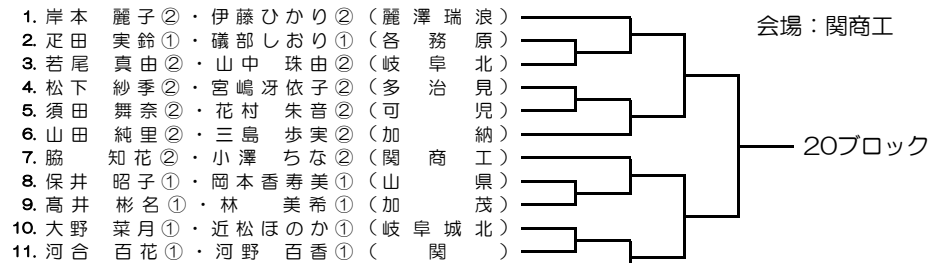 1. 岸本 麗子②・伊藤ひかり②（麗澤瑞浪）
会場：関商工
2. 疋田 実鈴①・礒部しおり①（各務原）
3. 若尾 真由②・山中 珠由②（岐阜北）
4. 松下 紗季②・宮嶋冴依子②（多治見）
5. 須田 舞奈②・花村 朱音②（可児）
6. 山田 純里②・三島 歩実②（加納）
20ブロック
7. 脇 知花②・小澤 ちな②（関商工）
8. 保井 昭子①・岡本香寿美①（山県）
9. 髙井 彬名①・林 美希①（加茂）
10. 大野 菜月①・近松ほのか①（岐阜城北）
11. 河合 百花①・河野 百香①（関）